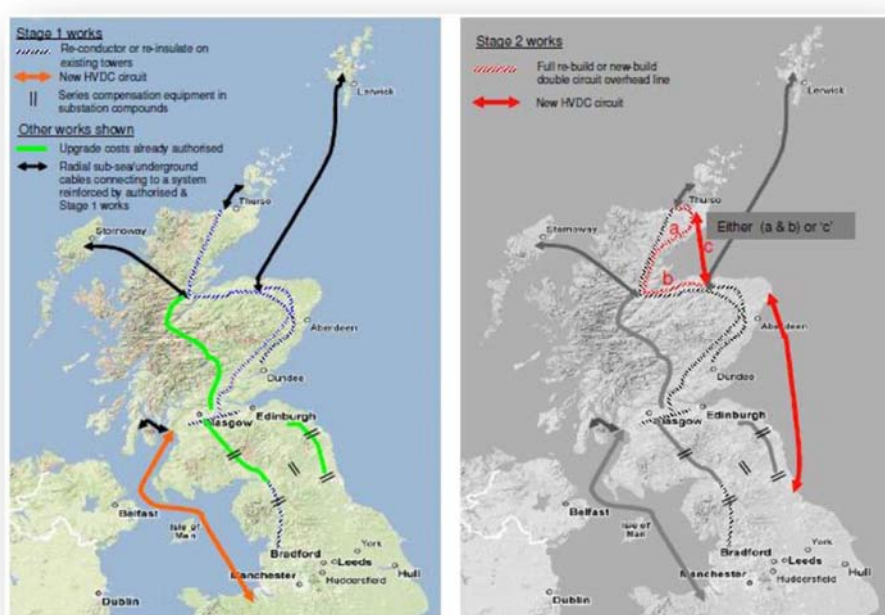 Stage 1 works
Re-conductor or re-insulate on
existing towers
New HVDC circuit
Series compensation equipment in
substation compounds
Other works shown
Upgrade costs already authorised
Radial sub-sea/underground
cables connecting to a system
reinforced by authorised &
Stage 1 works
Lerwick
Thurso
Stornoway
Aberdeen
Dundee
Edinburgh
Glasgow
Belfast
Isle of
Man
Bradford
York
Leeds
Manchester
Huddersfield
Hull
Dublin
Stage 2 works
Full re-build or new-build
double circuit overhead line
New HVDC circuit
Lerwick
Thurso
Stornoway
Either (a & b) or 'c'
a
c
b
Aberdeen
Dundee
Edinburgh
Glasgow
Belfast
Isle of
Man
Bradford
York
Leeds
Manchester
Huddersfield
Hull
Dublin